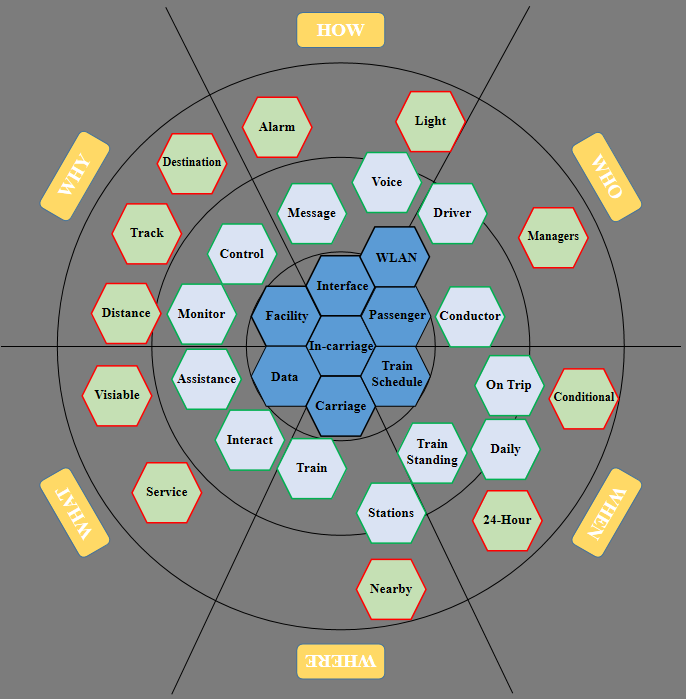 HOW
Alarm
Light
WHY
Destination
WHO
Voice
Message
Driver
Track
Managers
Control
WLAN
Interface
Distance
Monitor
Facility
Passenger
Conductor
In-carriage
Assistance
Data
Train
Schedule
On Trip
Visiable
Conditional
Carriage
Interact
Train
Standing
Daily
Train
Service
Stations
24-Hour
WHAT
WHEN
Nearby
WHERE